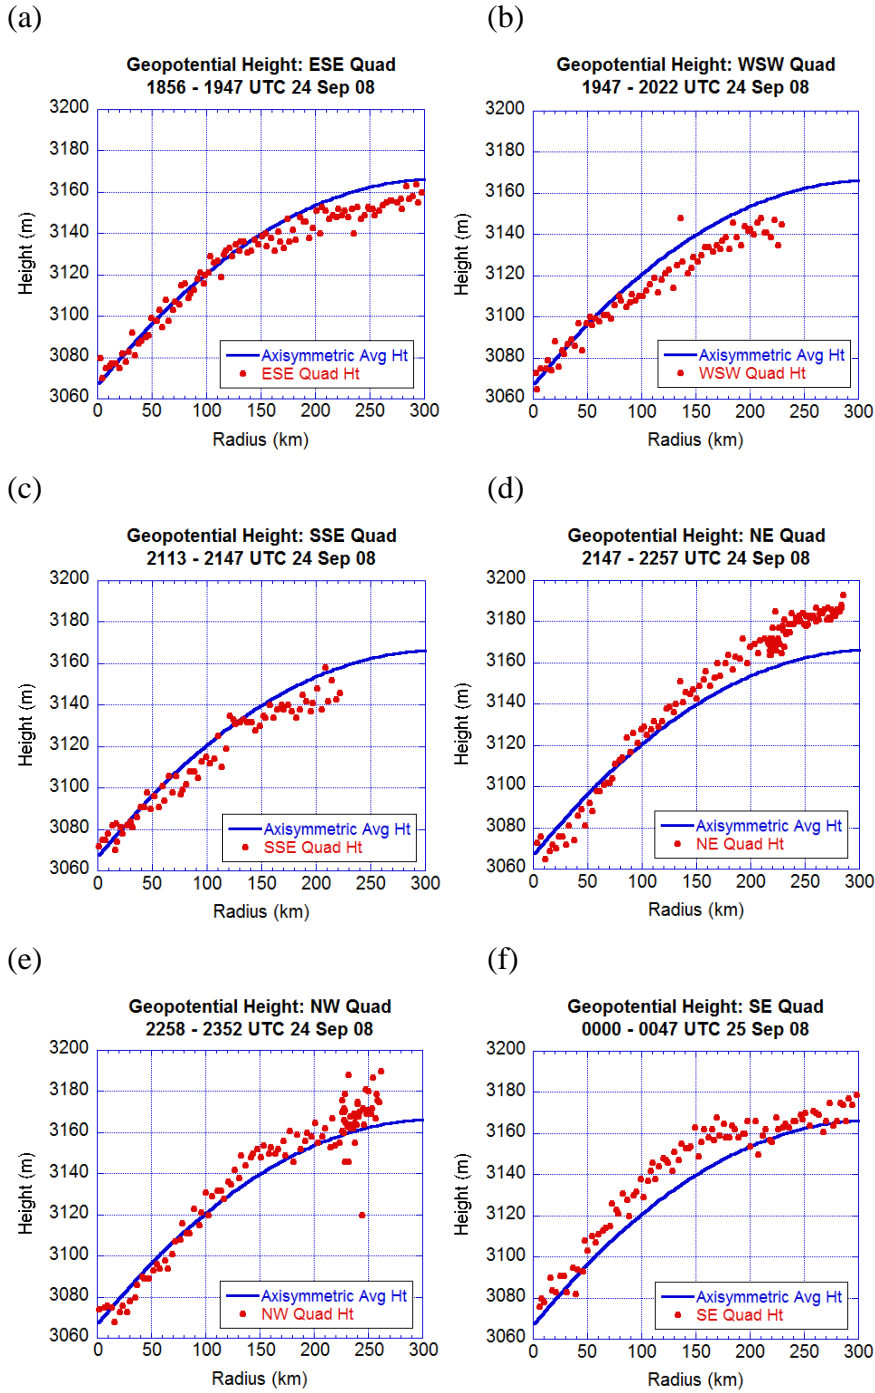 (a)
Geopotential Height: ESE Quad
1856 - 1947 UTC 24 Sep 08
3200
3180
3160
3140
3120
3100
3080
3060
Height (m)
Axisymmetric Avg Ht
ESE Quad Ht
0 50 100 150 200 250 300
Radius (km)
(b)
Geopotential Height: WSW Quad
1947 - 2022 UTC 24 Sep 08
3200
3180
3160
3140
3120
3100
3080
3060
Height (m)
Axisymmetric Avg Ht
WSW Quad Ht
0 50 100 150 200 250 300
Radius (km)
(c)
Geopotential Height: SSE Quad
2113 - 2147 UTC 24 Sep 08
3200
3180
3160
3140
3120
3100
3080
3060
Height (m)
Axisymmetric Avg Ht
SSE Quad Ht
0 50 100 150 200 250 300
Radius (km)
(d)
Geopotential Height: NE Quad
2147 - 2257 UTC 24 Sep 08
3200
3180
3160
3140
3120
3100
3080
3060
Height (m)
Axisymmetric Avg Ht
NE Quad Ht
0 50 100 150 200 250 300
Radius (km)
(e)
Geopotential Height: NW Quad
2258 - 2352 UTC 24 Sep 08
3200
3180
3160
3140
3120
3100
3080
3060
Height (m)
Axisymmetric Avg Ht
NW Quad Ht
0 50 100 150 200 250 300
Radius (km)
(f)
Geopotential Height: SE Quad
0000 - 0047 UTC 25 Sep 08
3200
3180
3160
3140
3120
3100
3080
3060
Height (m)
Axisymmetric Avg Ht
SE Quad Ht
0 50 100 150 200 250 300
Radius (km)